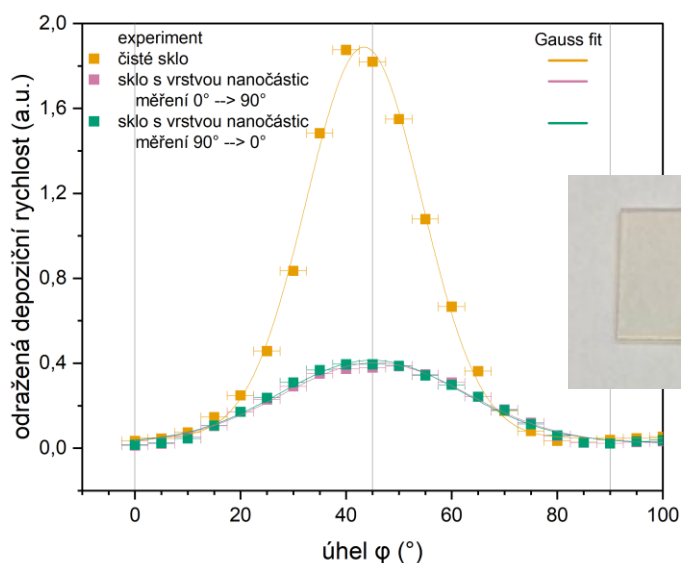 2,0
1,6
1,2
0,8
0,4
0,0
odražená depoziční rychlost (a.u.)
experiment
čisté sklo
sklo s vrstvou nanočástic
měření 0° --> 90°
sklo s vrstvou nanočástic
měření 90° --> 0°
Gauss fit
0 20 40 60 80 100
úhel φ (°)